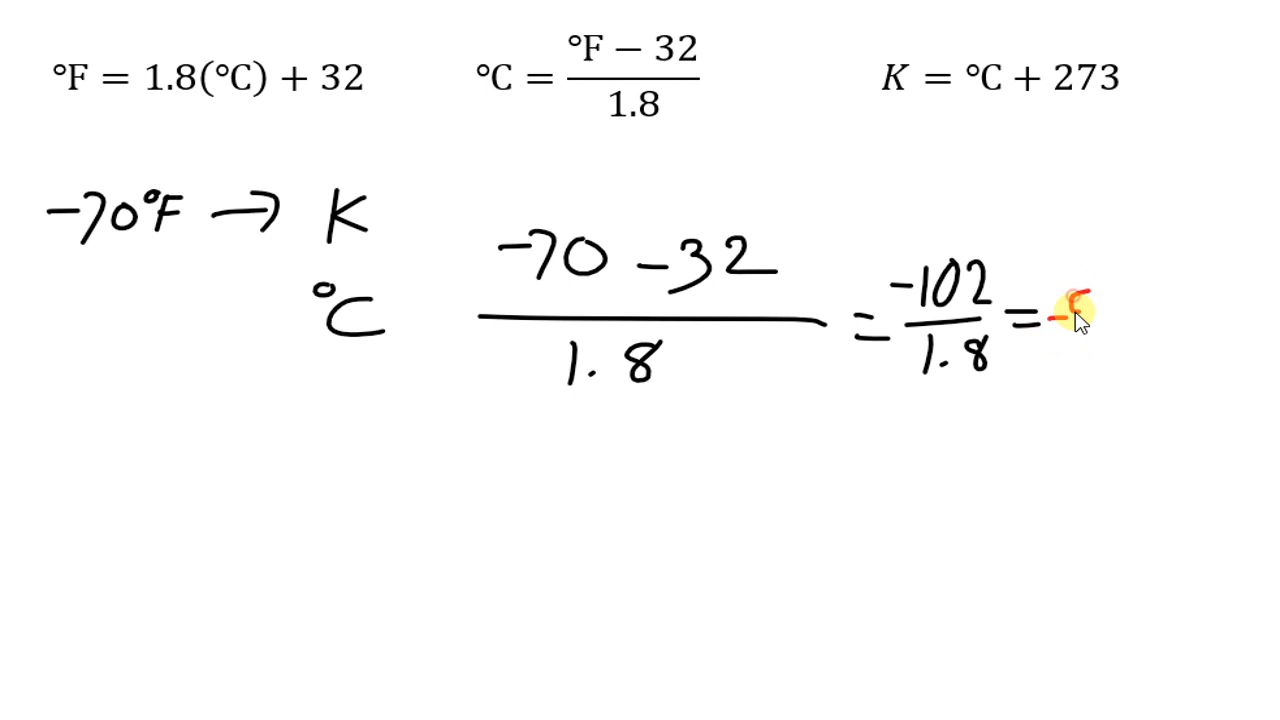 °F = 1.8(°C) + 32
°C = °F − 32 / 1.8
K = °C + 273
-70°F → K
°C
-70 - 32 / 1.8 = -102 / 1.8 = -